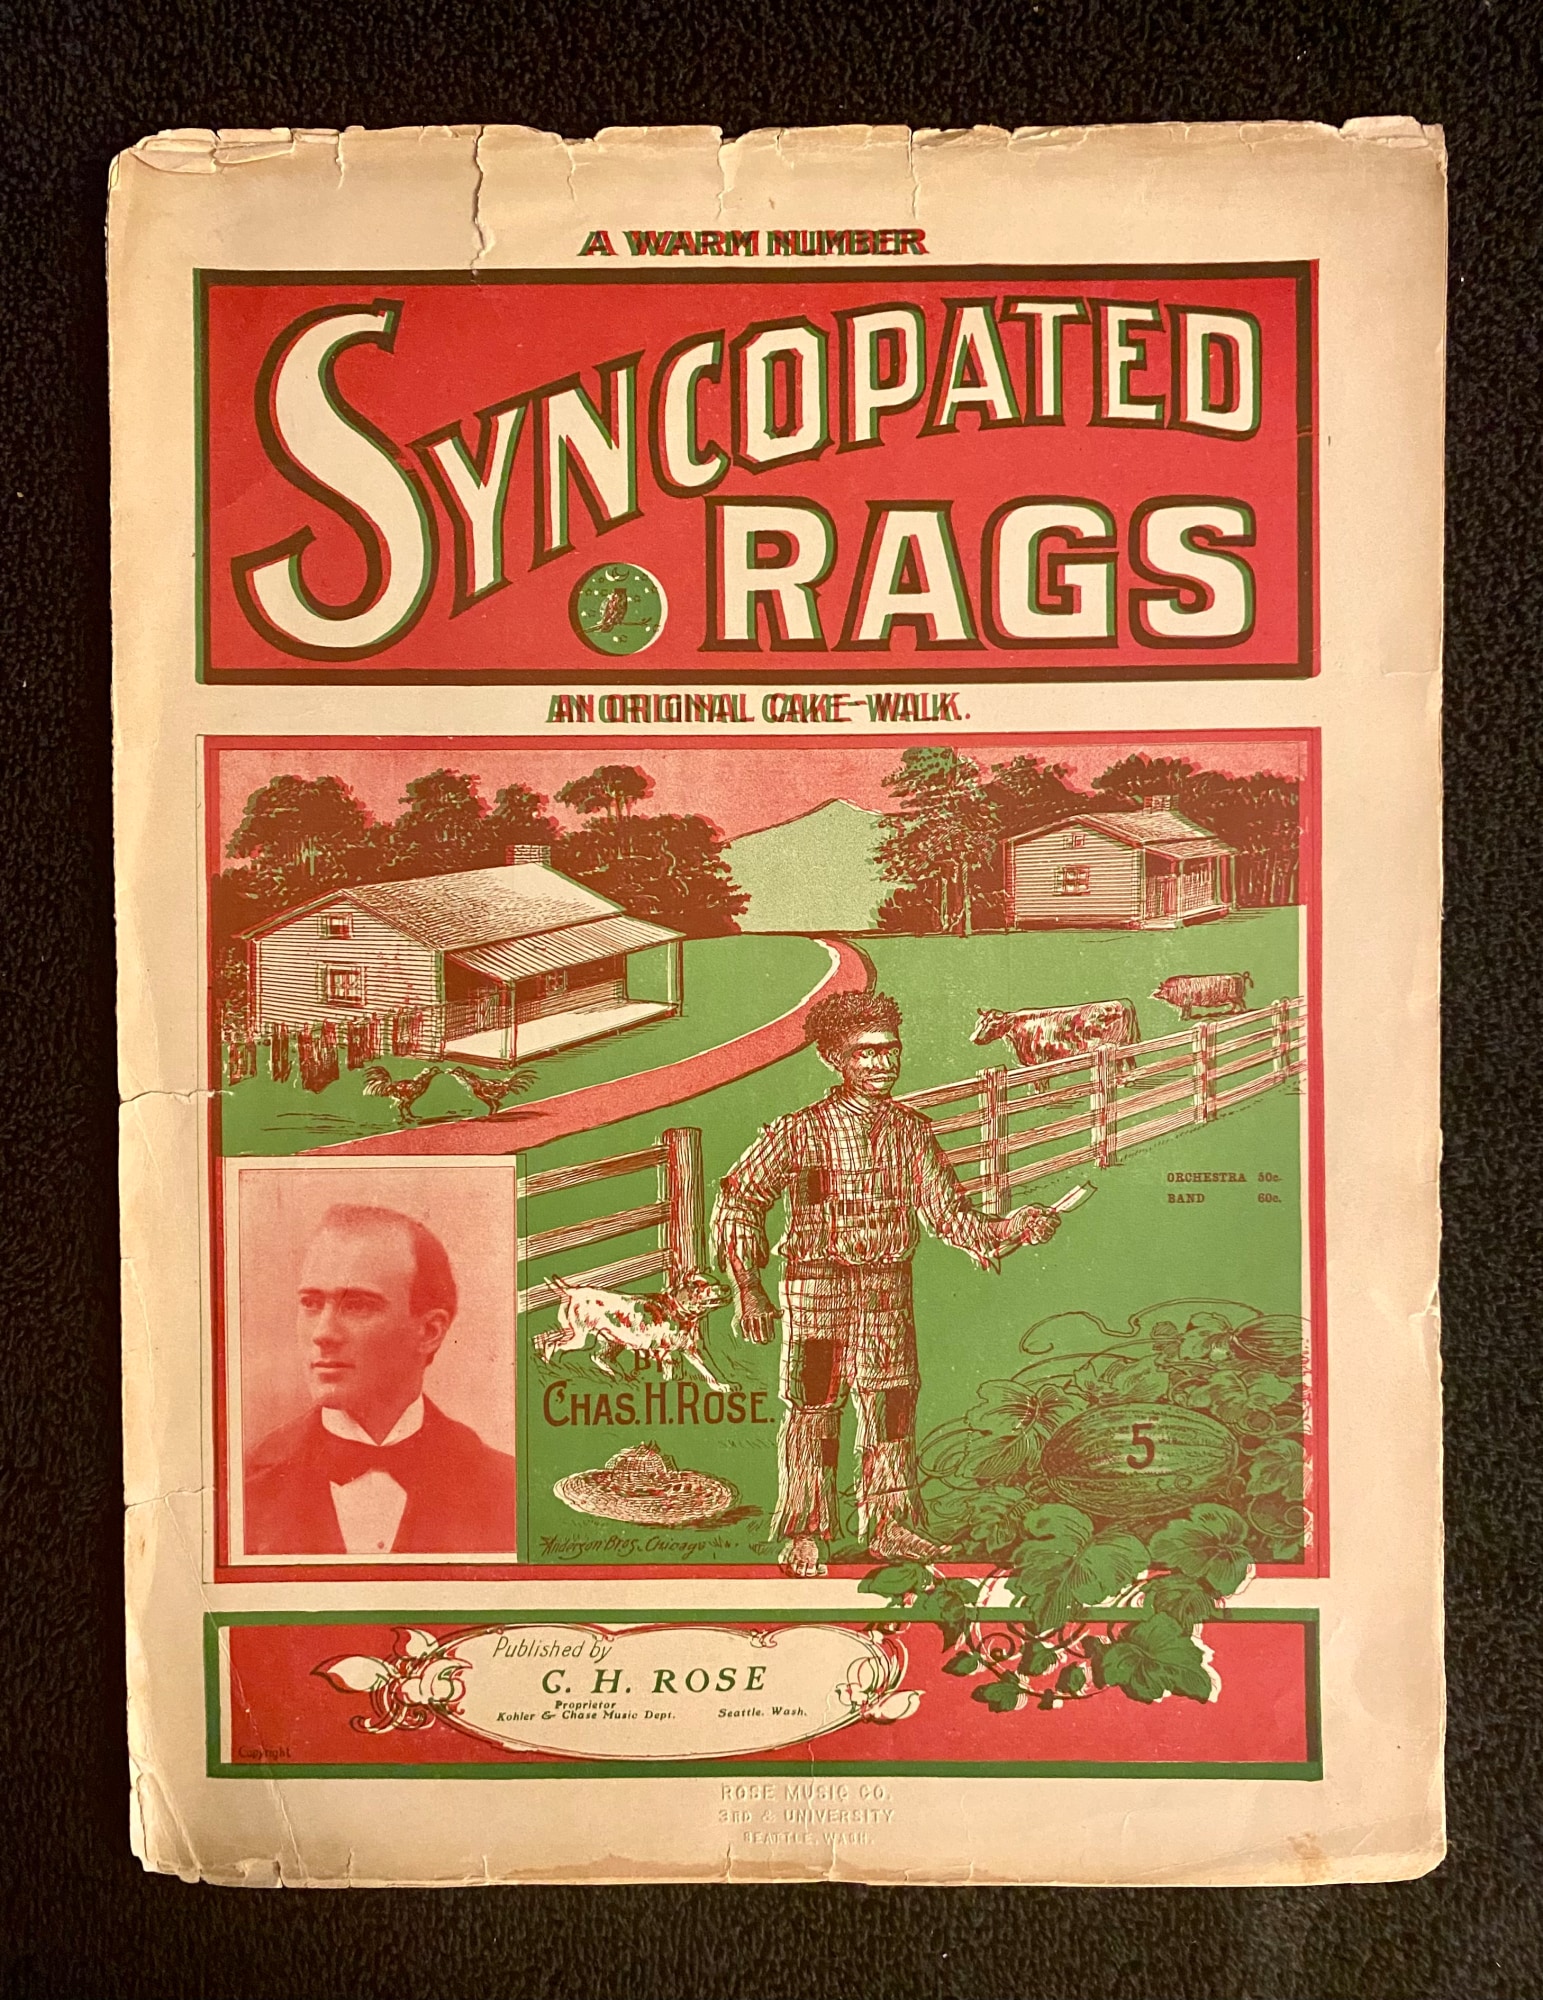 A WARM NUMBER
SYNCOPATED
RAGS
AN ORIGINAL CAKE-WALK.
ORCHESTRA 50c.
BAND 60c.
BY
CHAS. H. ROSE.
5
Anderson Bros. Chicago
Published by
C. H. ROSE
Proprietor
Kohler & Chase Music Dept. Seattle. Wash.
Copyright
ROSE MUSIC CO.
3RD & UNIVERSITY
SEATTLE, WASH.